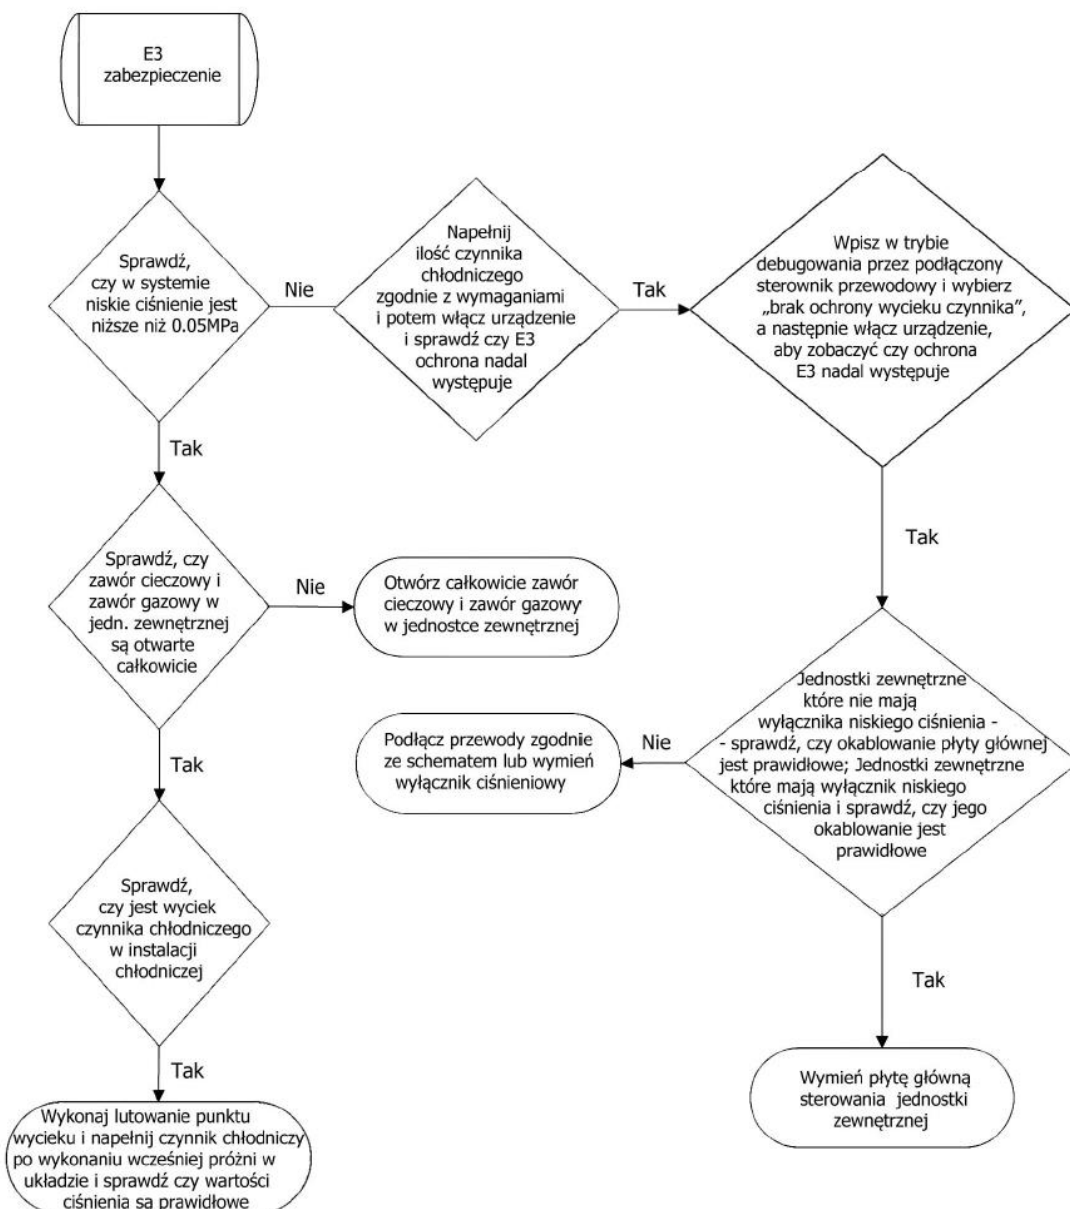 E3
zabezpieczenie
Sprawdź,
czy w systemie
niskie ciśnienie jest
niższe niż 0.05MPa
Nie
Napełnij
ilość czynnika
chłodniczego
zgodnie z wymaganiami
i potem włącz urządzenie
i sprawdź czy E3
ochrona nadal
występuje
Tak
Wpisz w trybie
debugowania przez podłączony
sterownik przewodowy i wybierz
„brak ochrony wycieku czynnika”,
a następnie włącz urządzenie,
aby zobaczyć czy ochrona
E3 nadal występuje
Tak
Tak
Sprawdź, czy
zawór cieczowy i
zawór gazowy w
jedn. zewnętrznej
są otwarte
całkowicie
Nie
Otwórz całkowicie zawór
cieczowy i zawór gazowy
w jednostce zewnętrznej
Jednostki zewnętrzne
które nie mają
wyłącznika niskiego ciśnienia -
- sprawdź, czy okablowanie płyty głównej
jest prawidłowe; Jednostki zewnętrzne
które mają wyłącznik niskiego
ciśnienia i sprawdź, czy jego
okablowanie jest
prawidłowe
Nie
Podłącz przewody zgodnie
ze schematem lub wymień
wyłącznik ciśnieniowy
Tak
Sprawdź,
czy jest wyciek
czynnika chłodniczego
w instalacji
chłodniczej
Tak
Wymień płytę główną
sterowania jednostki
zewnętrznej
Tak
Wykonaj lutowanie punktu
wycieku i napełnij czynnik chłodniczy
po wykonaniu wcześniej próżni w
układzie i sprawdź czy wartości
ciśnienia są prawidłowe